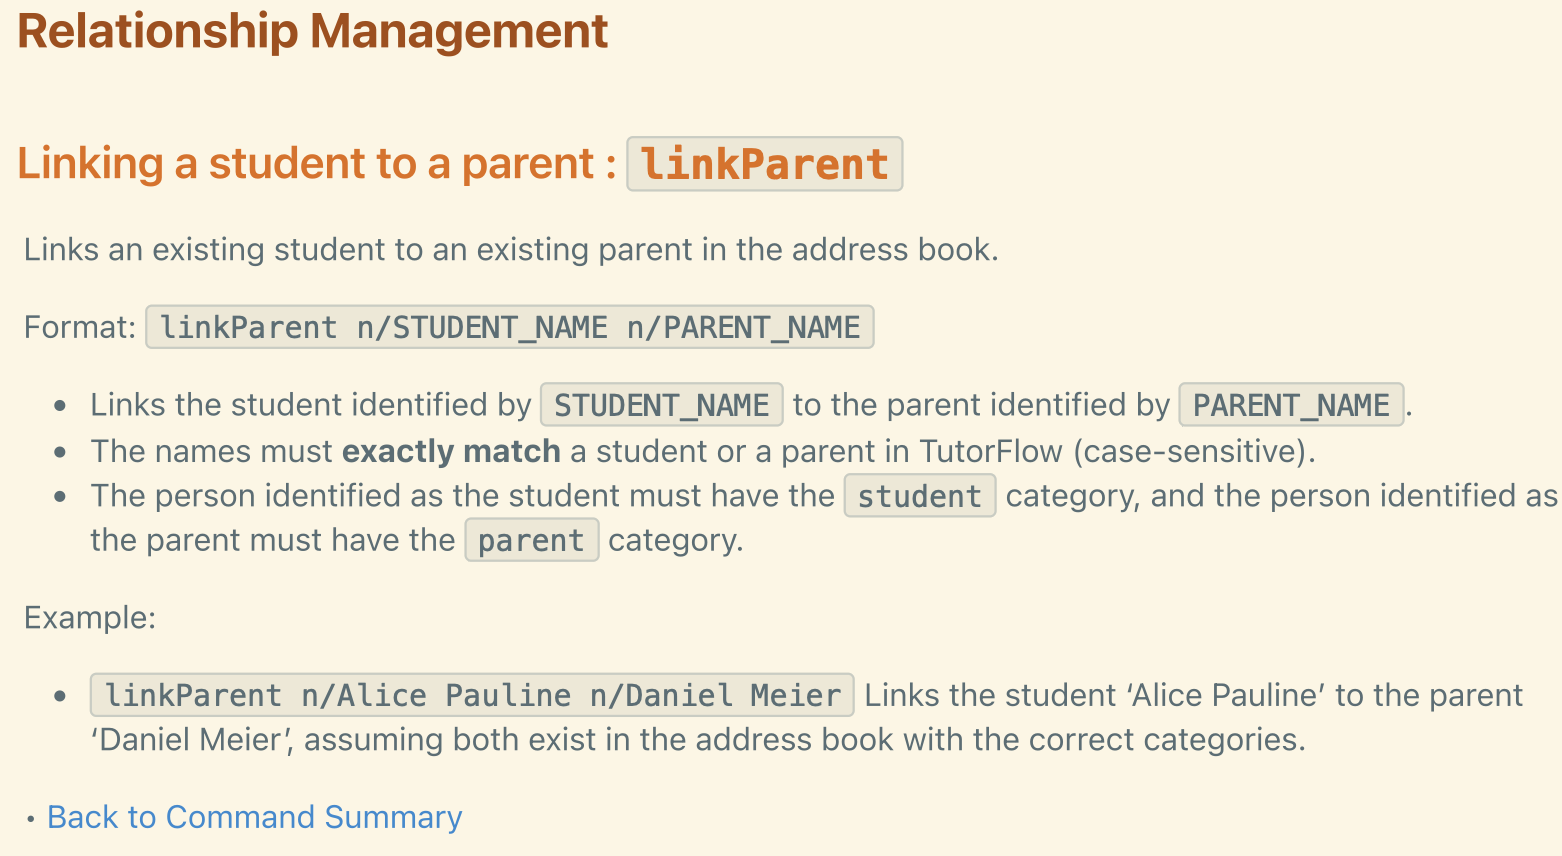 Relationship Management
Linking a student to a parent : linkParent
Links an existing student to an existing parent in the address book.
Format: linkParent n/STUDENT_NAME n/PARENT_NAME
• Links the student identified by STUDENT_NAME to the parent identified by PARENT_NAME.
• The names must exactly match a student or a parent in TutorFlow (case-sensitive).
• The person identified as the student must have the student category, and the person identified as
the parent must have the parent category.
Example:
• linkParent n/Alice Pauline n/Daniel Meier Links the student ‘Alice Pauline’ to the parent
‘Daniel Meier’, assuming both exist in the address book with the correct categories.
• Back to Command Summary